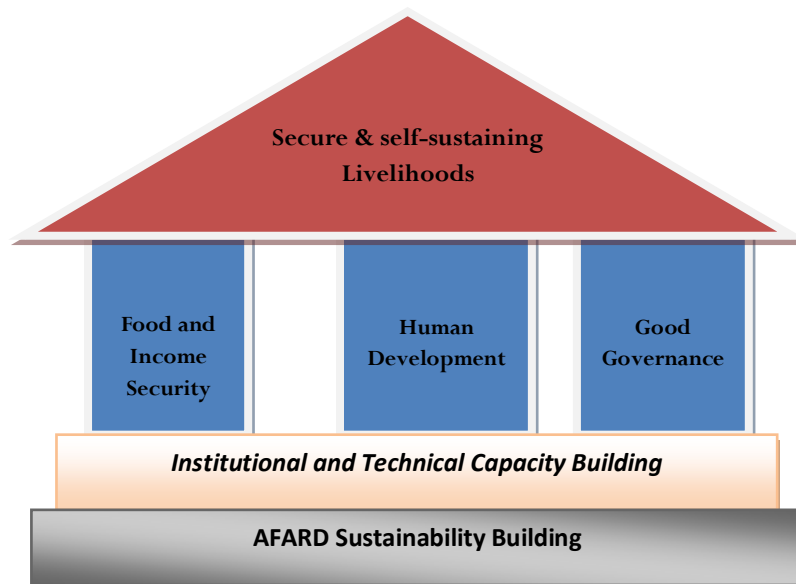 Secure & self-sustaining
Livelihoods
Food and
Income
Security
Human
Development
Good
Governance
Institutional and Technical Capacity Building
AFARD Sustainability Building